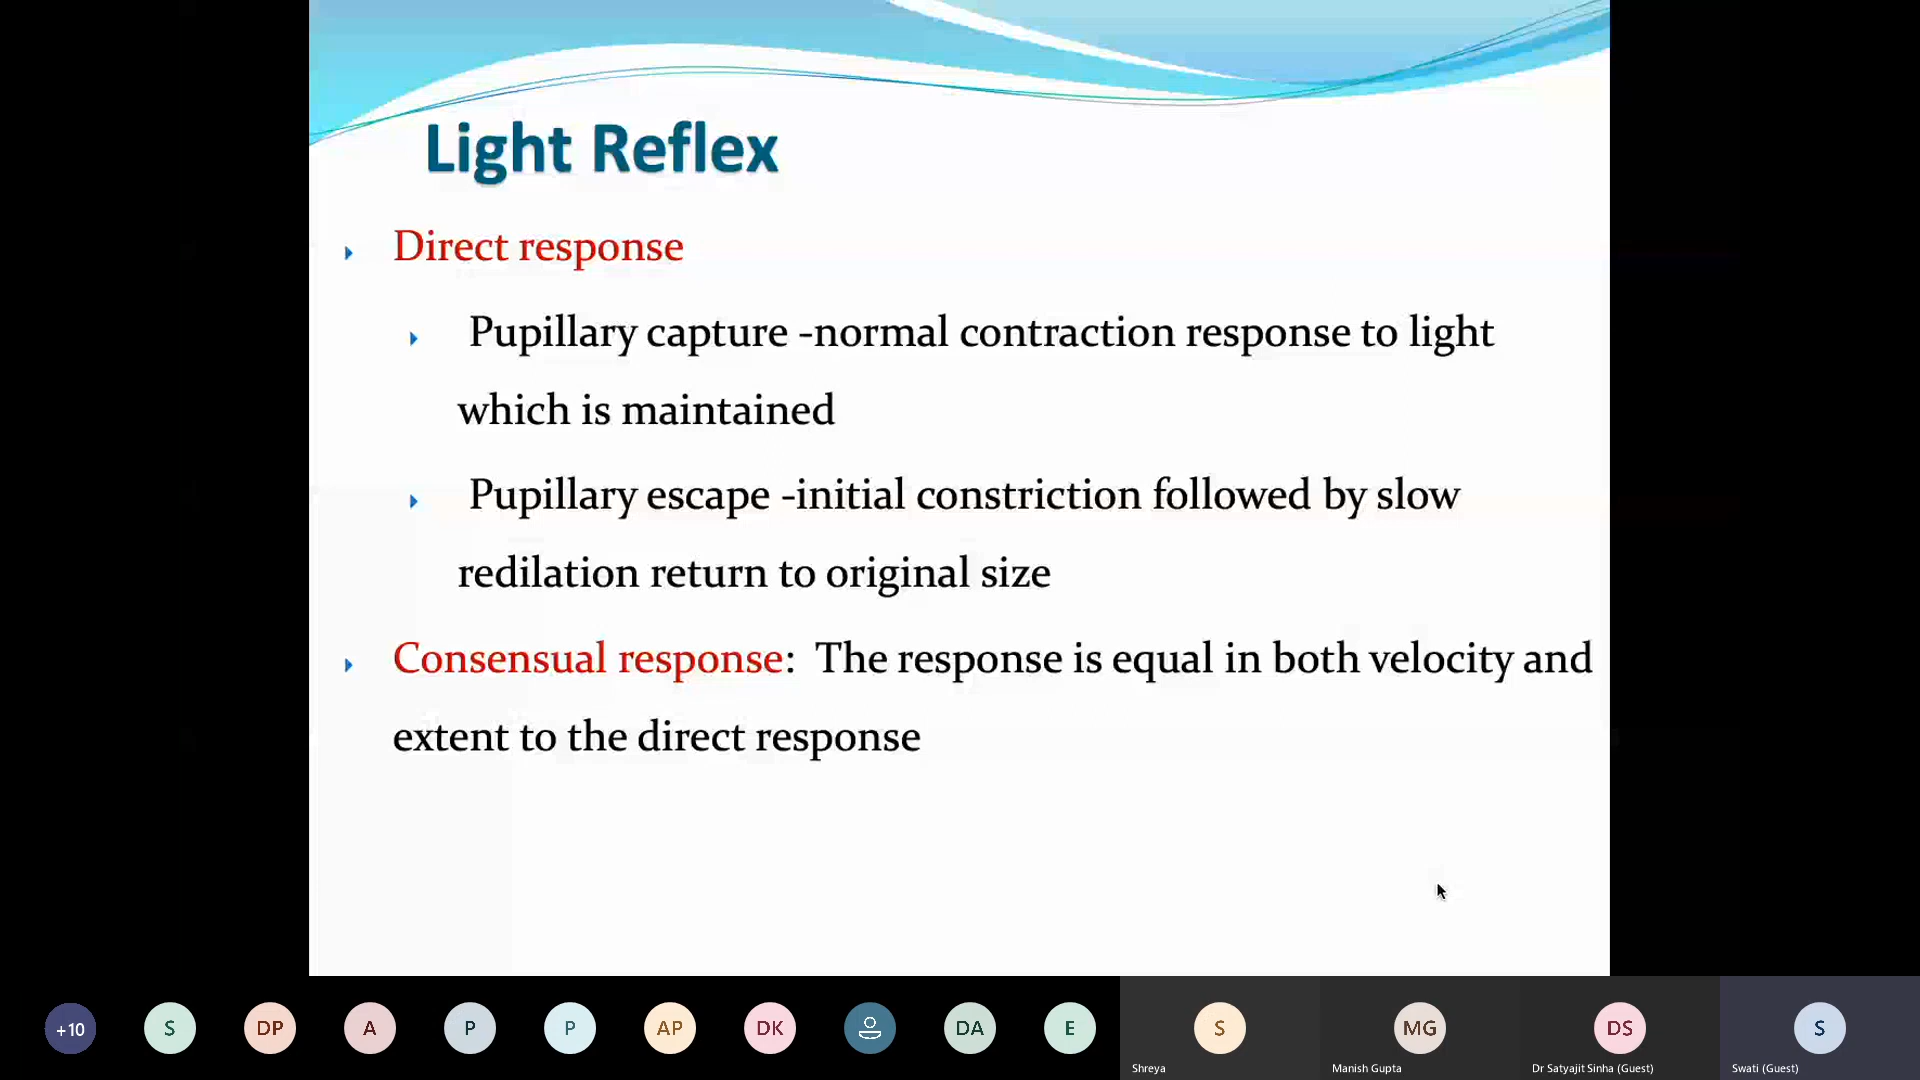 Light Reflex
Direct response
Pupillary capture -normal contraction response to light
which is maintained
Pupillary escape -initial constriction followed by slow
redilation return to original size
Consensual response: The response is equal in both velocity and
extent to the direct response
+10 S DP A P P AP DK DA E S MG DS S
Shreya Manish Gupta Dr Satyajit Sinha (Guest) Swati (Guest)